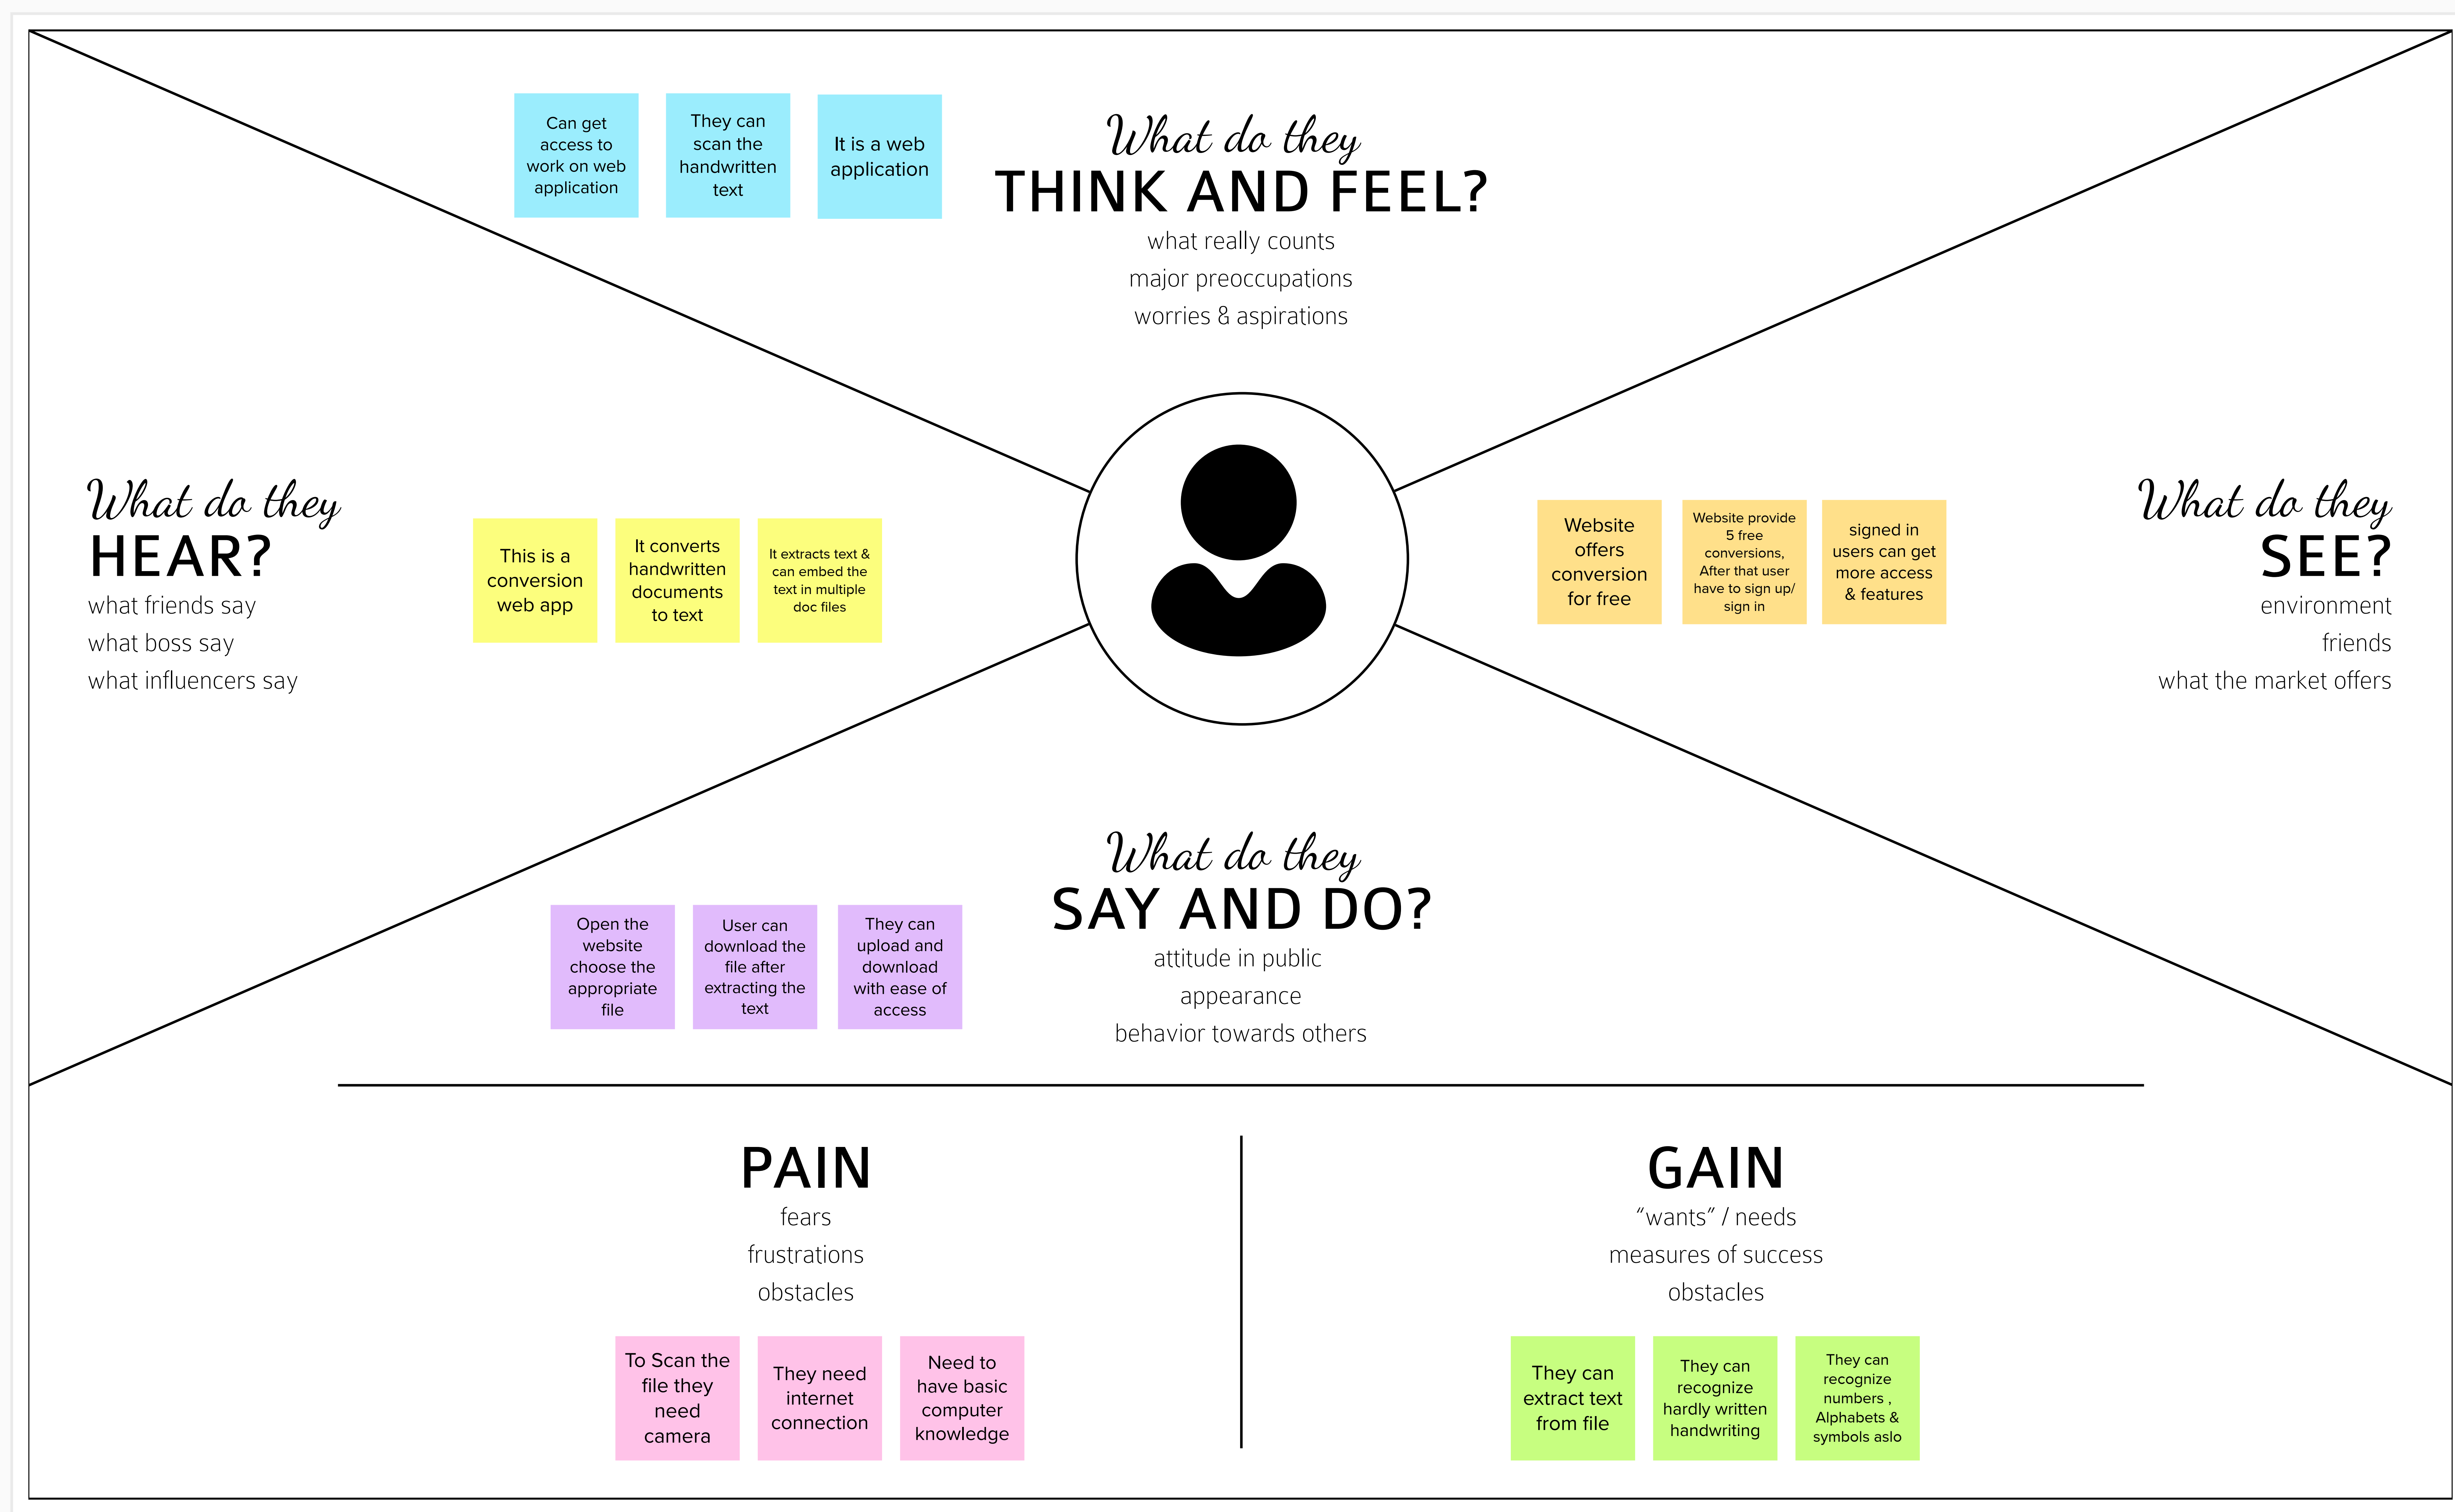 Can get
access to
work on web
application
They can
scan the
handwritten
text
It is a web
application
What do they
THINK AND FEEL?
what really counts
major preoccupations
worries & aspirations
What do they
HEAR?
what friends say
what boss say
what influencers say
This is a
conversion
web app
It converts
handwritten
documents
to text
It extracts text &
can embed the
text in multiple
doc files
Website
offers
conversion
for free
Website provide
5 free
conversions,
After that user
have to sign up/
sign in
signed in
users can get
more access
& features
What do they
SEE?
environment
friends
what the market offers
What do they
SAY AND DO?
attitude in public
appearance
behavior towards others
Open the
website
choose the
appropriate
file
User can
download the
file after
extracting the
text
They can
upload and
download
with ease of
access
PAIN
fears
frustrations
obstacles
To Scan the
file they
need
camera
They need
internet
connection
Need to
have basic
computer
knowledge
GAIN
“wants” / needs
measures of success
obstacles
They can
extract text
from file
They can
recognize
hardly written
handwriting
They can
recognize
numbers ,
Alphabets &
symbols aslo